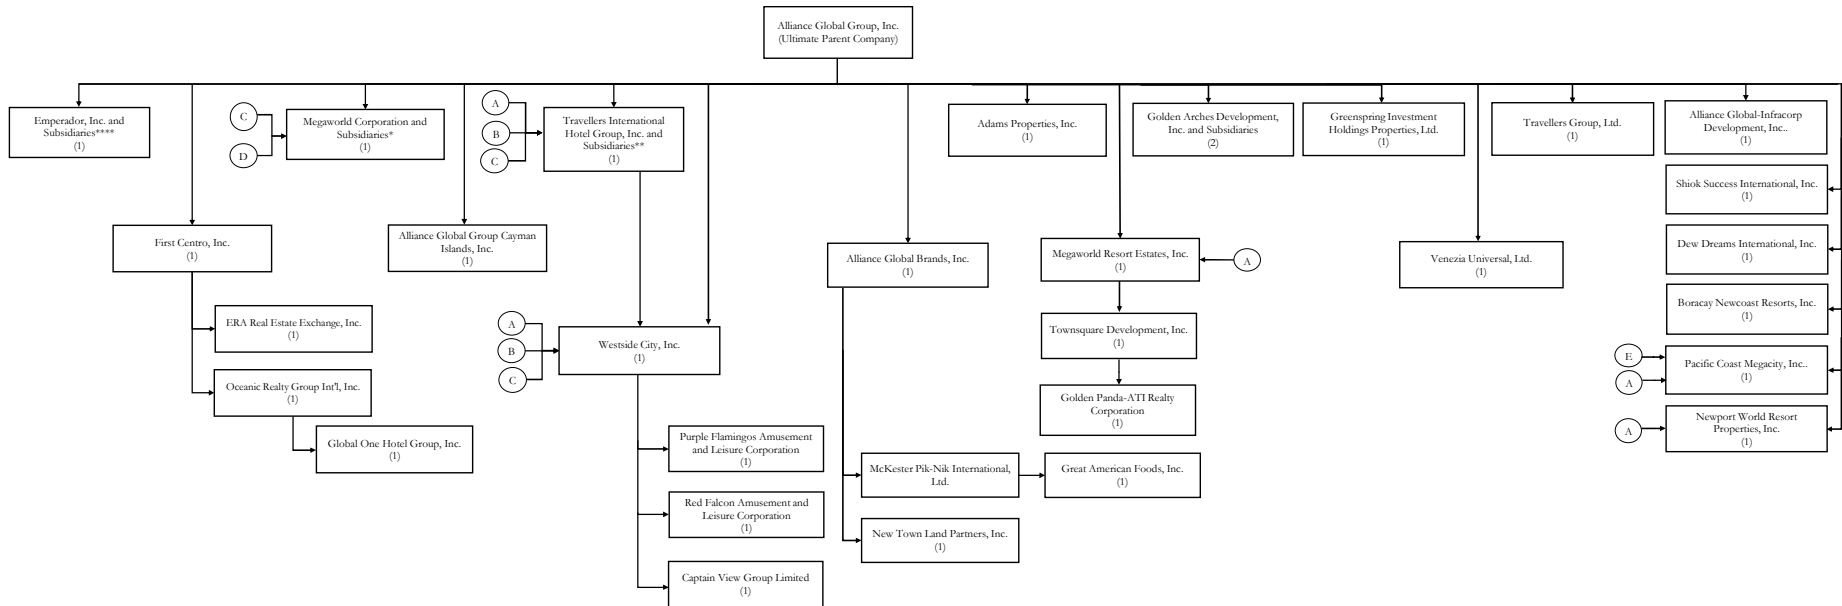 Alliance Global Group, Inc.
(Ultimate Parent Company)
Emperador, Inc. and
Subsidiaries****
(1)
C
D
Megaworld Corporation and
Subsidiaries*
(1)
A
B
C
Travellers International
Hotel Group, Inc. and
Subsidiaries**
(1)
Adams Properties, Inc.
(1)
Golden Arches Development,
Inc. and Subsidiaries
(2)
Greenspring Investment
Holdings Properties, Ltd.
(1)
Travellers Group, Ltd.
(1)
Alliance Global-Infracorp
Development, Inc..
(1)
Shiok Success International, Inc.
(1)
First Centro, Inc.
(1)
Alliance Global Group Cayman
Islands, Inc.
(1)
Alliance Global Brands, Inc.
(1)
Megaworld Resort Estates, Inc.
(1)
A
Venezia Universal, Ltd.
(1)
Dew Dreams International, Inc.
(1)
ERA Real Estate Exchange, Inc.
(1)
A
B
C
Westside City, Inc.
(1)
Townsquare Development, Inc.
(1)
Boracay Newcoast Resorts, Inc.
(1)
Oceanic Realty Group Int'l, Inc.
(1)
Golden Panda-ATI Realty
Corporation
(1)
E
A
Pacific Coast Megacity, Inc..
(1)
Global One Hotel Group, Inc.
(1)
Purple Flamingos Amusement
and Leisure Corporation
(1)
A
Newport World Resort
Properties, Inc.
(1)
McKester Pik-Nik International,
Ltd.
Great American Foods, Inc.
(1)
Red Falcon Amusement and
Leisure Corporation
(1)
New Town Land Partners, Inc.
(1)
Captain View Group Limited
(1)